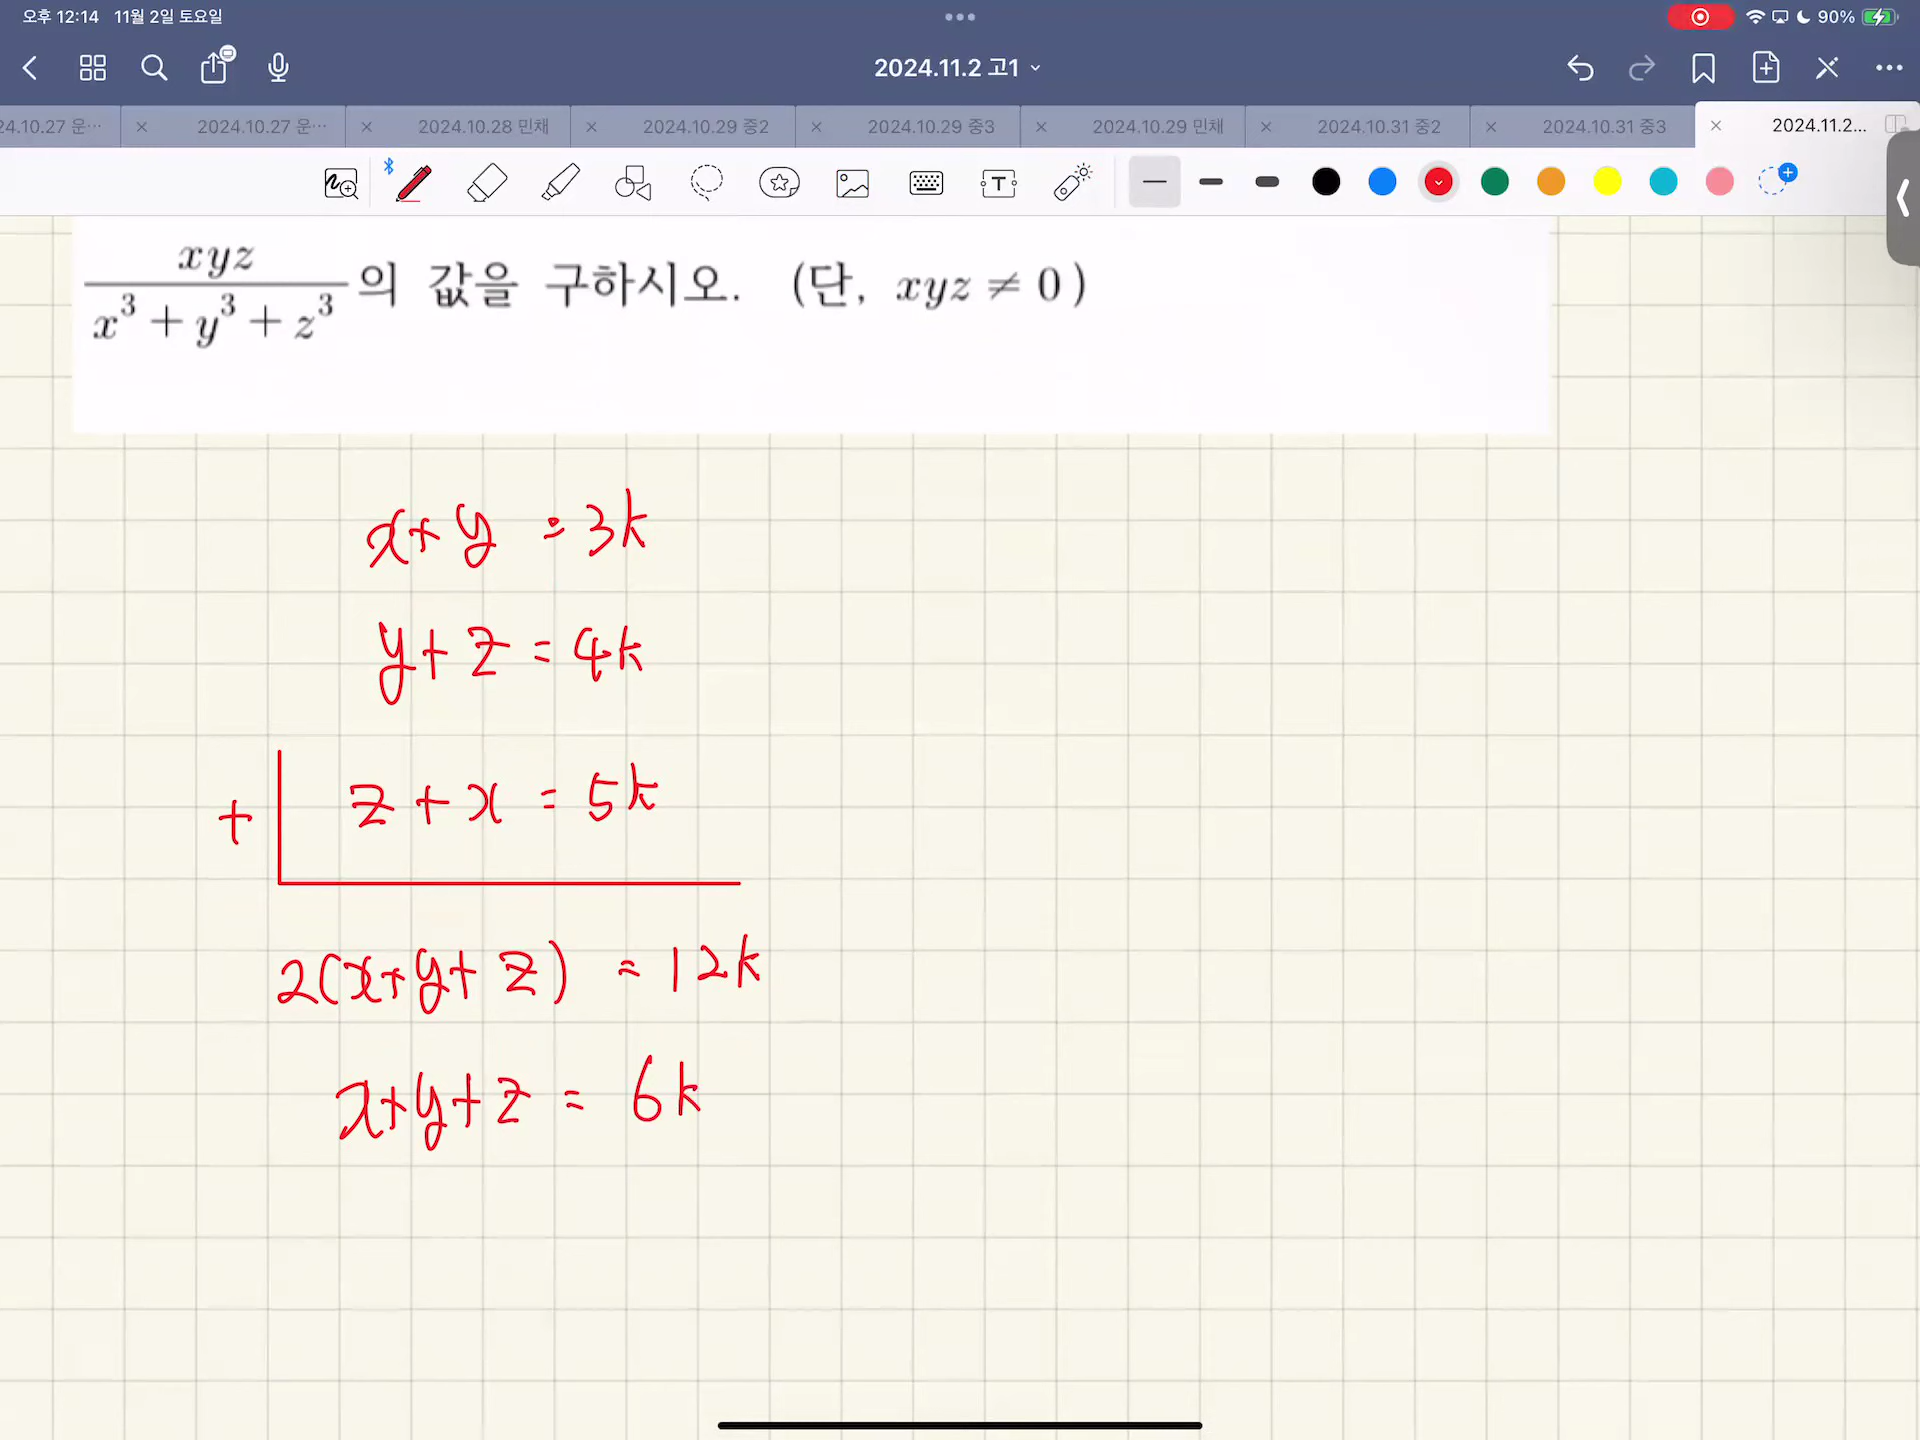 오후 12:14 11월 2일 토요일
90%
2024.11.2 고1
24.10.27 운… 2024.10.27 운… 2024.10.28 민채 2024.10.29 중2 2024.10.29 중3 2024.10.29 민채 2024.10.31 중2 2024.10.31 중3 2024.11.2...
xyz / (x³ + y³ + z³) 의 값을 구하시오. (단, xyz ≠ 0)
x+y = 3k
y+z = 4k
+ z+x = 5k
2(x+y+z) = 12k
x+y+z = 6k